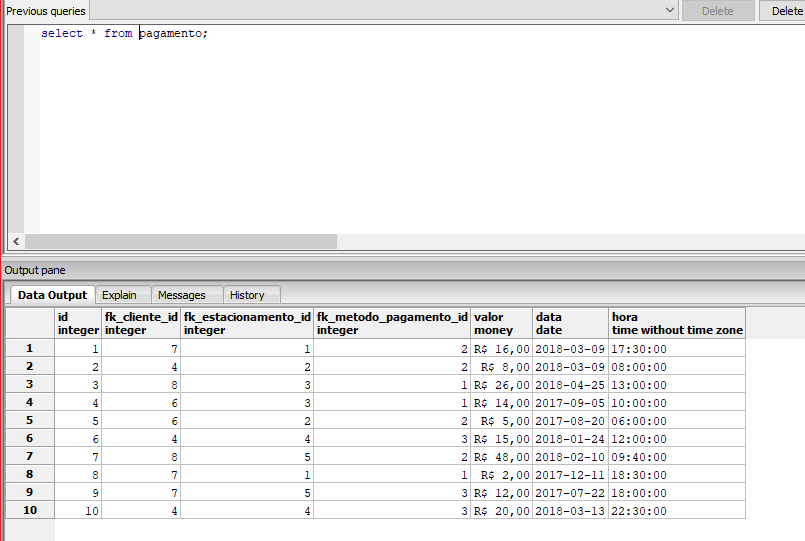 Previous queries Delete Delete
select * from pagamento;
Output pane
Data Output Explain Messages History
id fk_cliente_id fk_estacionamento_id fk_metodo_pagamento_id valor data hora
integer integer integer integer money date time without time zone
1 1 7 1 2 R$ 16,00 2018-03-09 17:30:00
2 2 4 2 2 R$ 8,00 2018-03-09 08:00:00
3 3 8 3 1 R$ 26,00 2018-04-25 13:00:00
4 4 6 3 1 R$ 14,00 2017-09-05 10:00:00
5 5 6 2 2 R$ 5,00 2017-08-20 06:00:00
6 6 4 4 3 R$ 15,00 2018-01-24 12:00:00
7 7 8 5 2 R$ 48,00 2018-02-10 09:40:00
8 8 7 1 1 R$ 2,00 2017-12-11 18:30:00
9 9 7 5 3 R$ 12,00 2017-07-22 18:00:00
10 10 4 4 3 R$ 20,00 2018-03-13 22:30:00